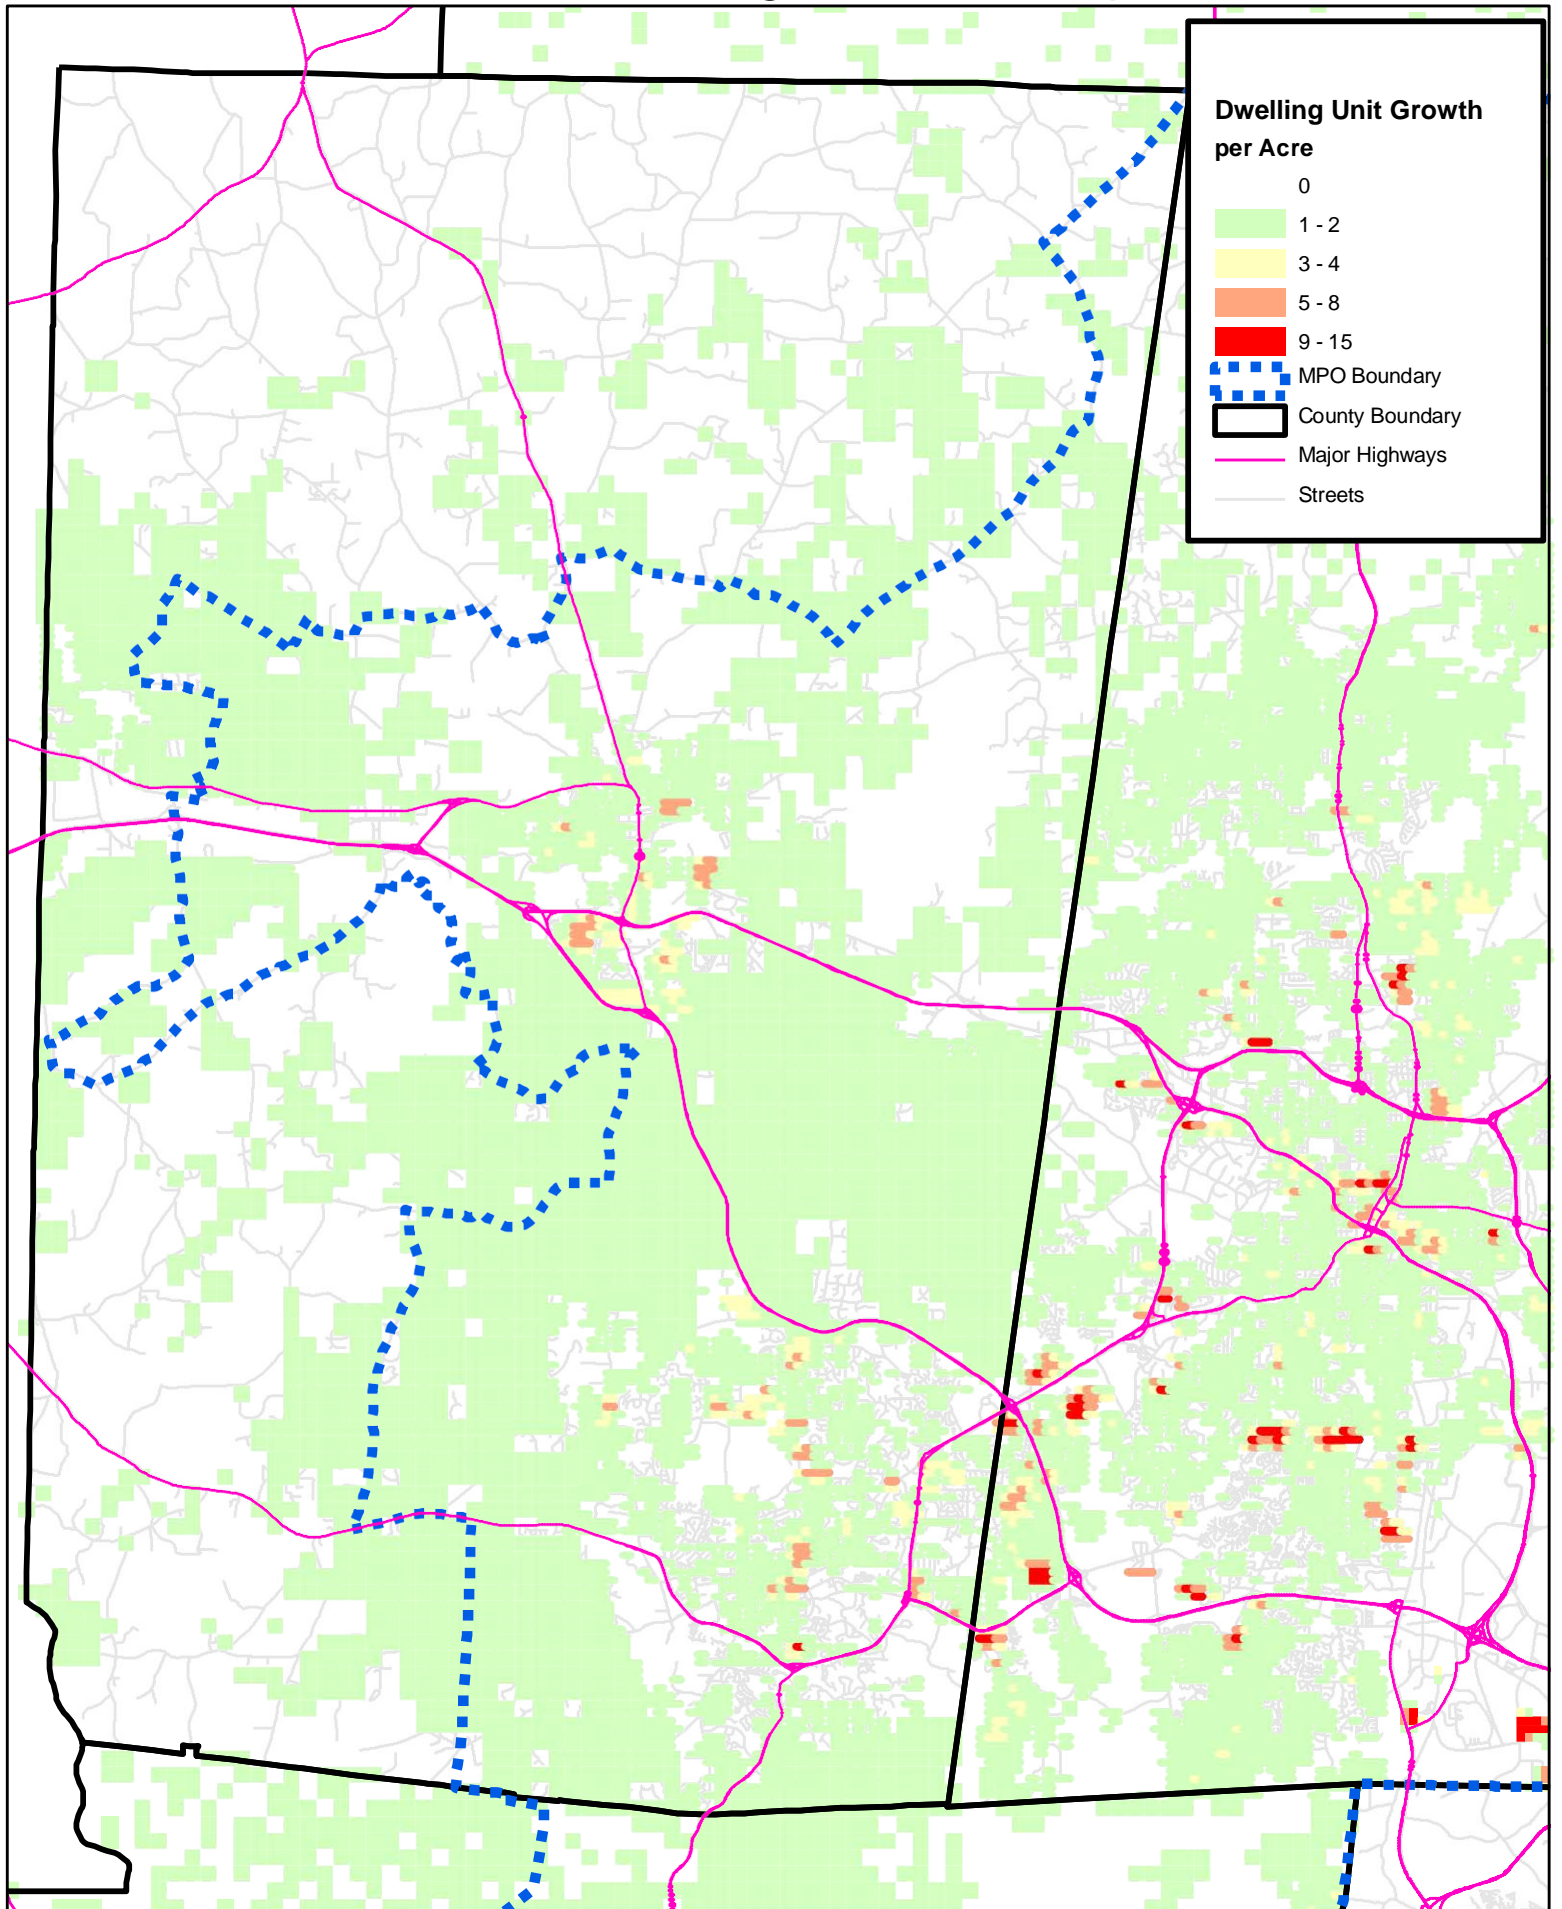 Dwelling Unit Growth
per Acre
0
1 - 2
3 - 4
5 - 8
9 - 15
MPO Boundary
County Boundary
Major Highways
Streets